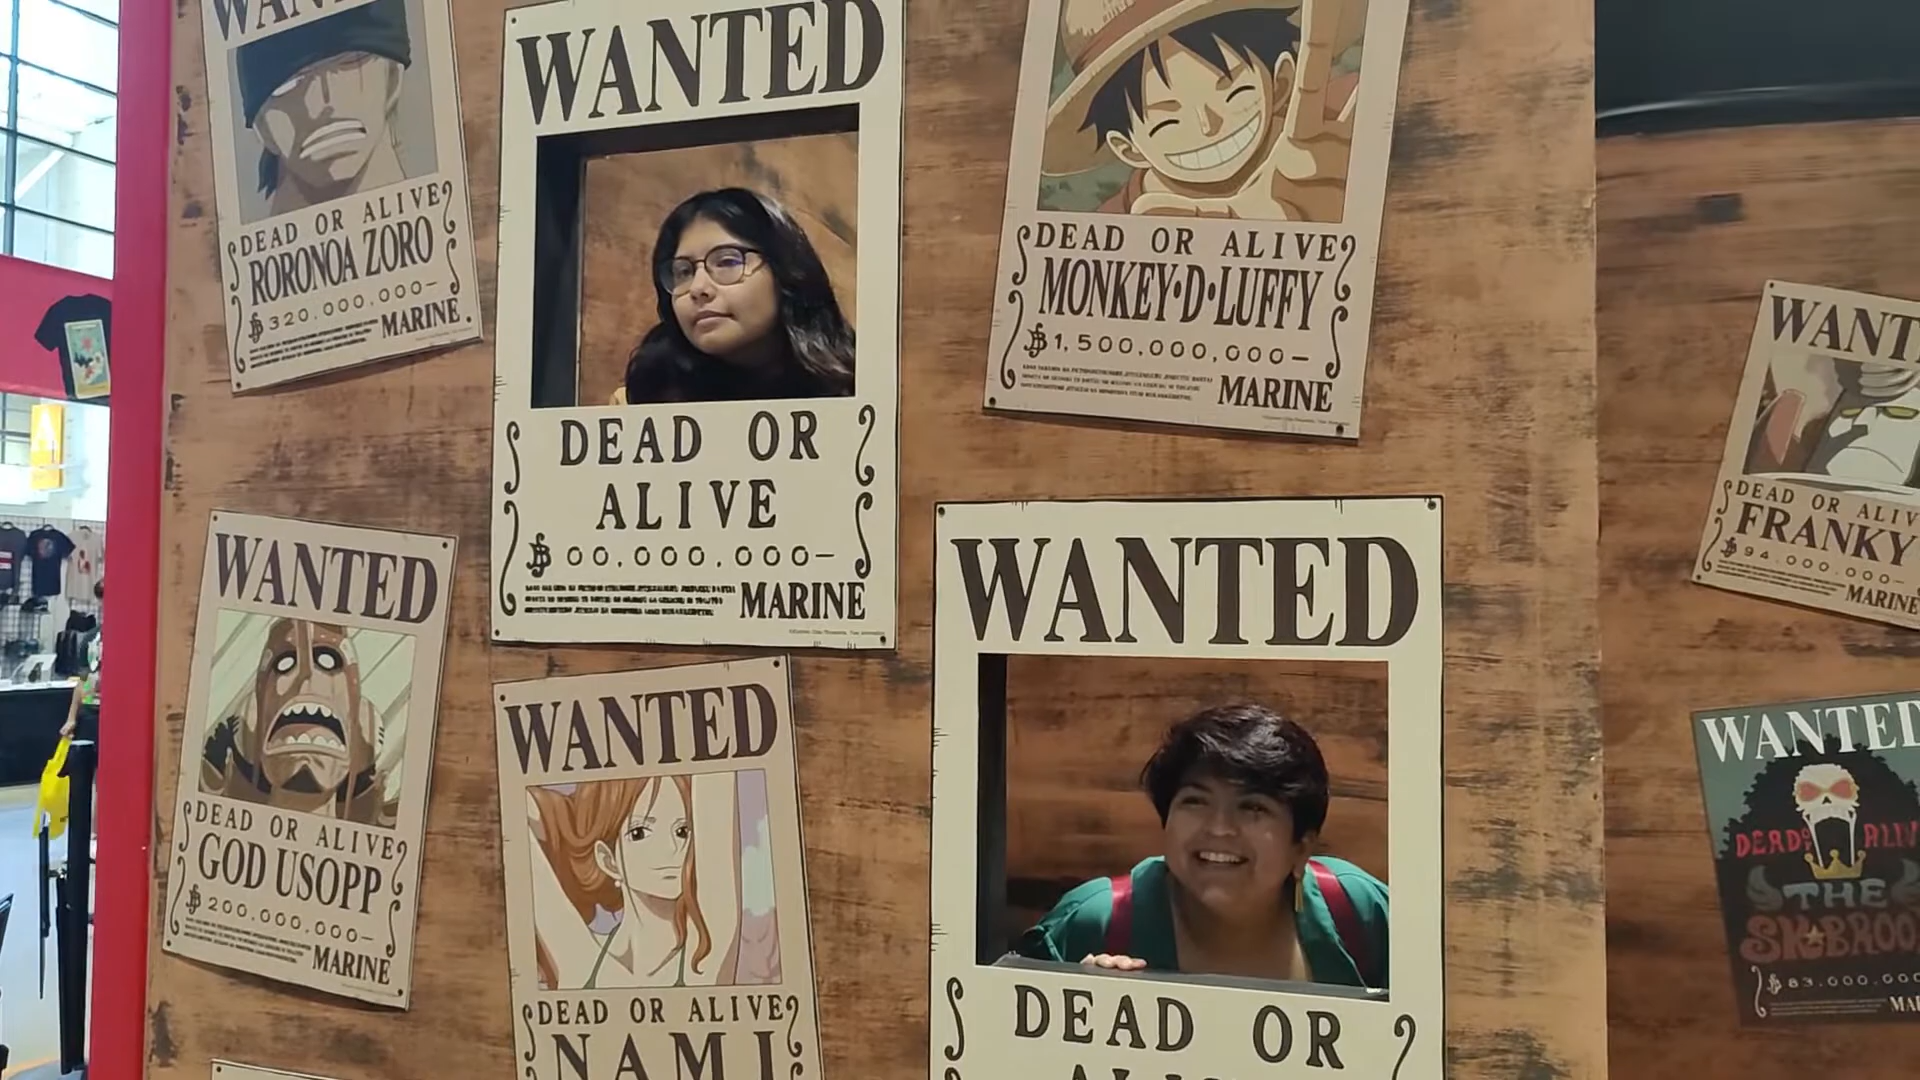 WANTED
DEAD OR ALIVE
RORONOA ZORO
320,000,000-
MARINE
WANTED
DEAD OR
ALIVE
00,000,000-
MARINE
DEAD OR ALIVE
MONKEY·D·LUFFY
1,500,000,000-
MARINE
WANTED
DEAD OR ALIVE
GOD USOPP
200,000,000-
MARINE
WANTED
DEAD OR ALIVE
NAMI
WANTED
DEAD OR
WANT
DEAD OR ALIV
FRANKY
94,000,000-
MARINE
WANTED
DEAD OR ALIV
THE
83,000,000